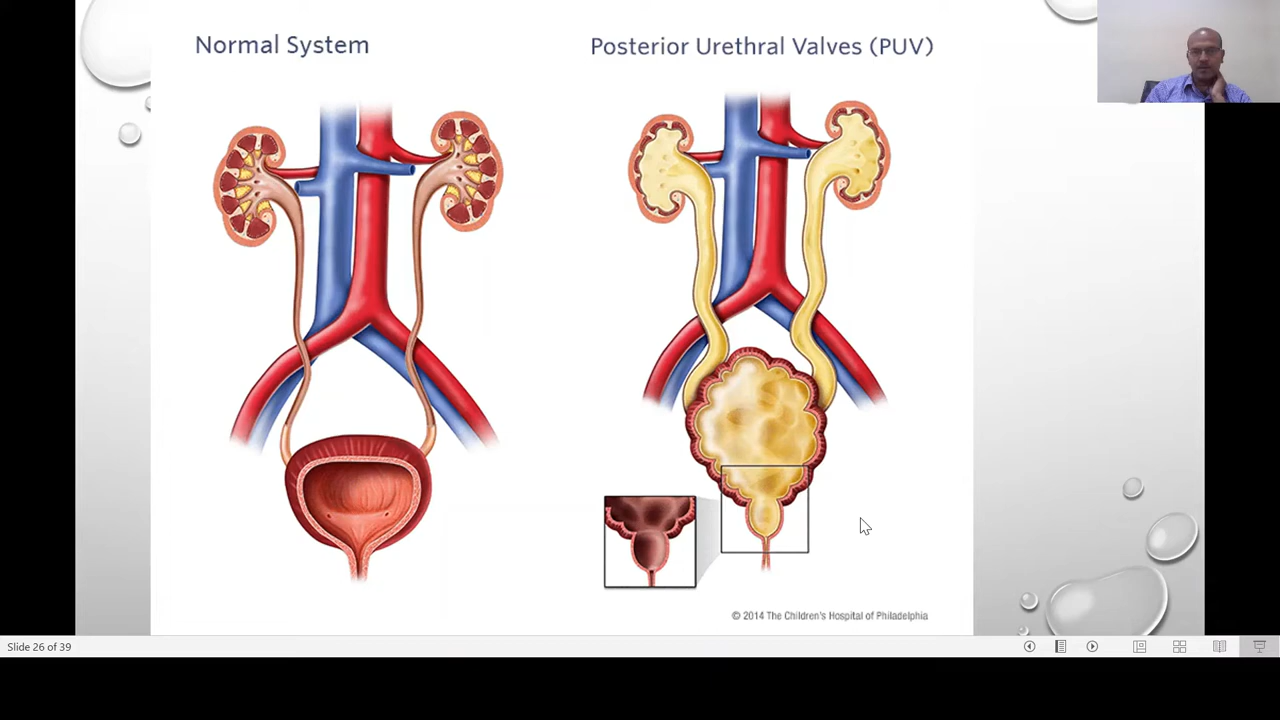 Normal System
Posterior Urethral Valves (PUV)
© 2014 The Children's Hospital of Philadelphia
Slide 26 of 39